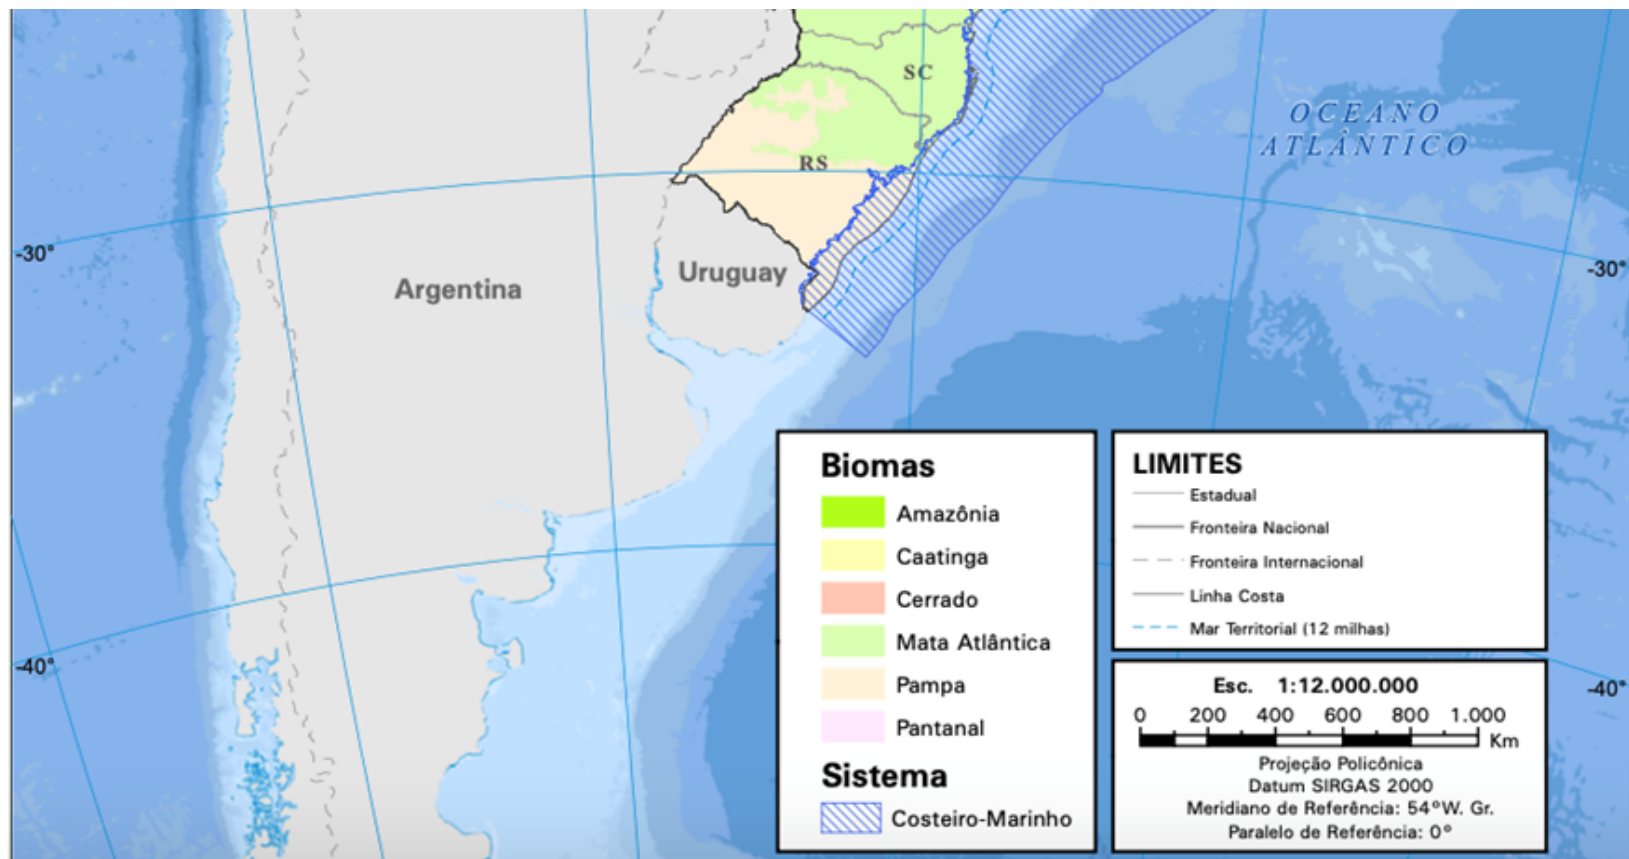 SC
OCEANO
ATLÂNTICO
RS
-30°
Uruguay
-30°
Argentina
-40°
-40°
Biomas
Amazônia
Caatinga
Cerrado
Mata Atlântica
Pampa
Pantanal
Sistema
Costeiro-Marinho
LIMITES
Estadual
Fronteira Nacional
Fronteira Internacional
Linha Costa
Mar Territorial (12 milhas)
Esc. 1:12.000.000
0 200 400 600 800 1.000
Km
Projeção Policônica
Datum SIRGAS 2000
Meridiano de Referência: 54°W. Gr.
Paralelo de Referência: 0°